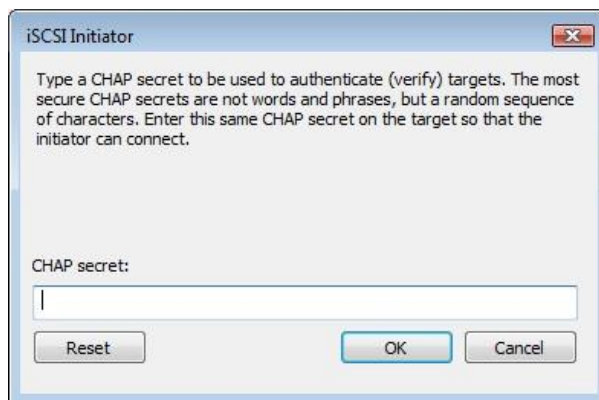 iSCSI Initiator
Type a CHAP secret to be used to authenticate (verify) targets. The most
secure CHAP secrets are not words and phrases, but a random sequence
of characters. Enter this same CHAP secret on the target so that the
initiator can connect.
CHAP secret:
Reset OK Cancel